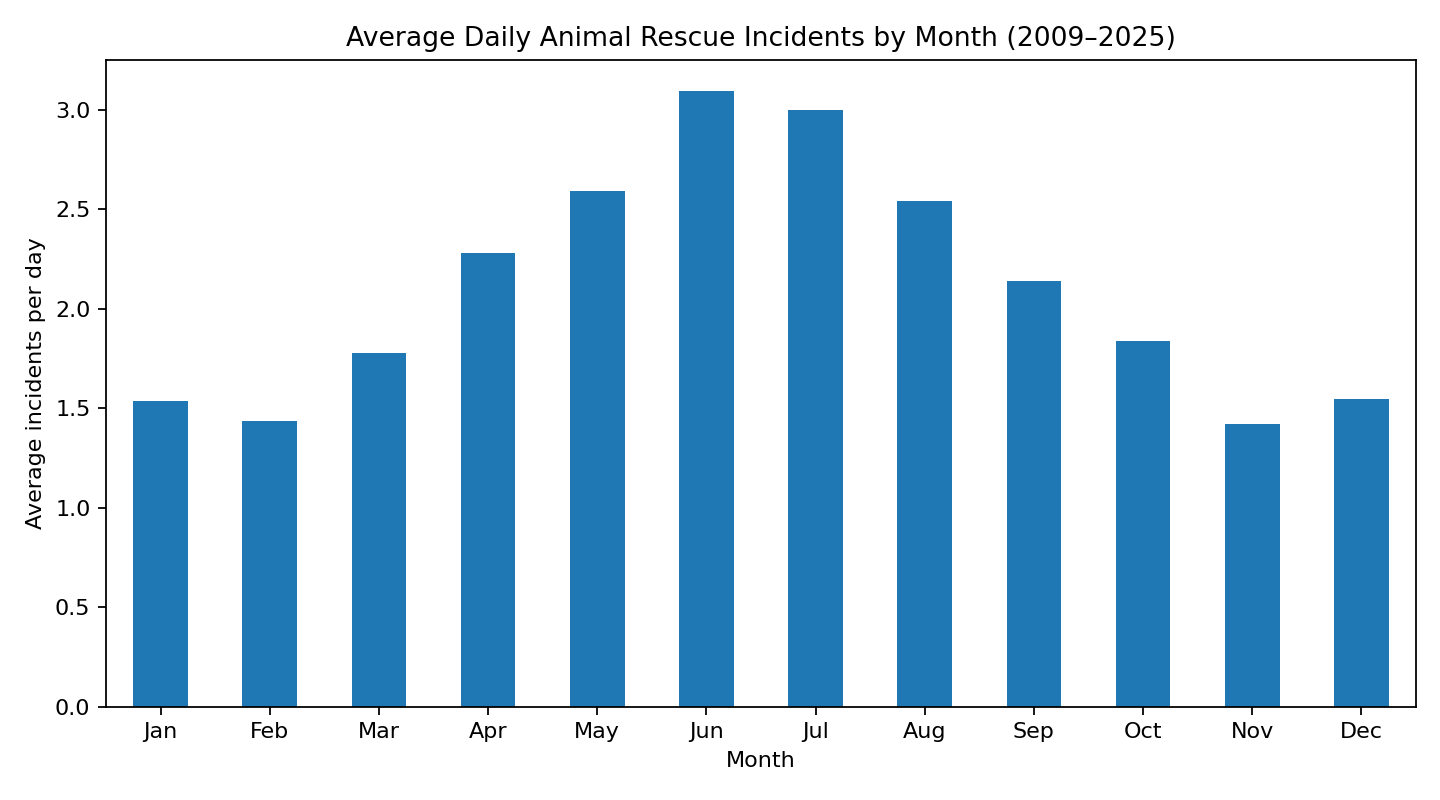 Average Daily Animal Rescue Incidents by Month (2009–2025)
Average incidents per day
3.0
2.5
2.0
1.5
1.0
0.5
0.0
Jan Feb Mar Apr May Jun Jul Aug Sep Oct Nov Dec
Month